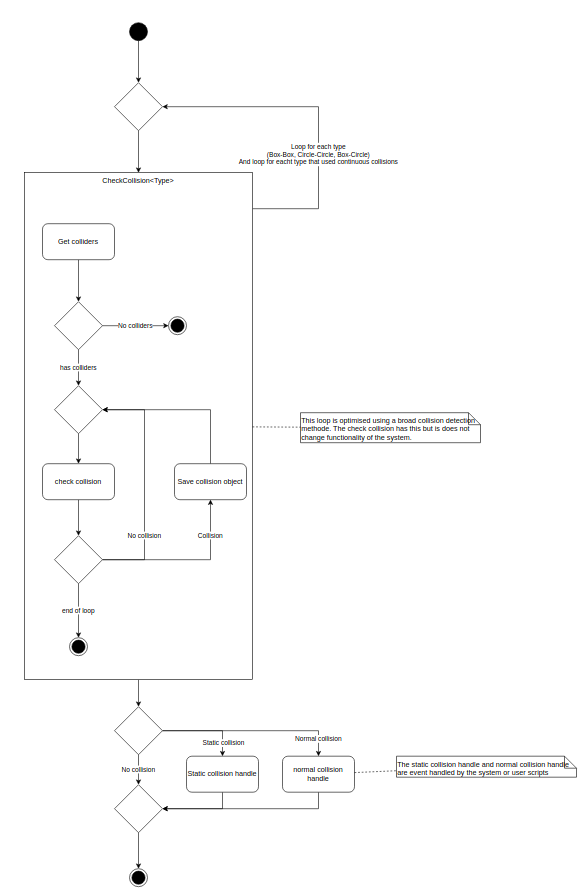 Loop for each type
(Box-Box, Circle-Circle, Box-Circle)
And loop for eacht type that used continuous collisions
CheckCollision<Type>
Get colliders
No colliders
has colliders
This loop is optimised using a broad collision detection
methode. The check collision has this but is does not
change functionality of the system.
check collision
Save collision object
No collision
Collision
end of loop
Normal collision
Static collision
No collision
Static collision handle
normal collision
handle
The static collision handle and normal collision handle
are event handled by the system or user scripts